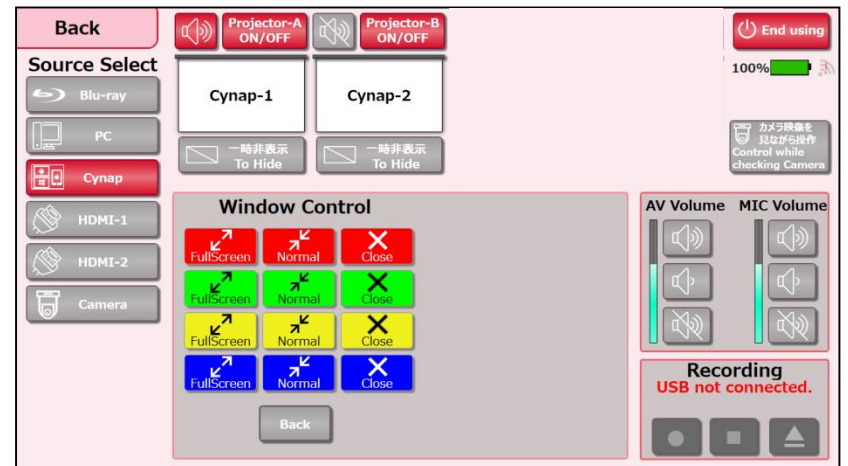 Back
Projector-A
ON/OFF
Projector-B
ON/OFF
End using
Source Select
100%
Blu-ray
PC
Cynap
HDMI-1
HDMI-2
Camera
Cynap-1
Cynap-2
一時非表示
To Hide
一時非表示
To Hide
カメラ映像を
見ながら操作
Control while
checking Camera
Window Control
FullScreen
Normal
Close
FullScreen
Normal
Close
FullScreen
Normal
Close
FullScreen
Normal
Close
Back
AV Volume
MIC Volume
Recording
USB not connected.